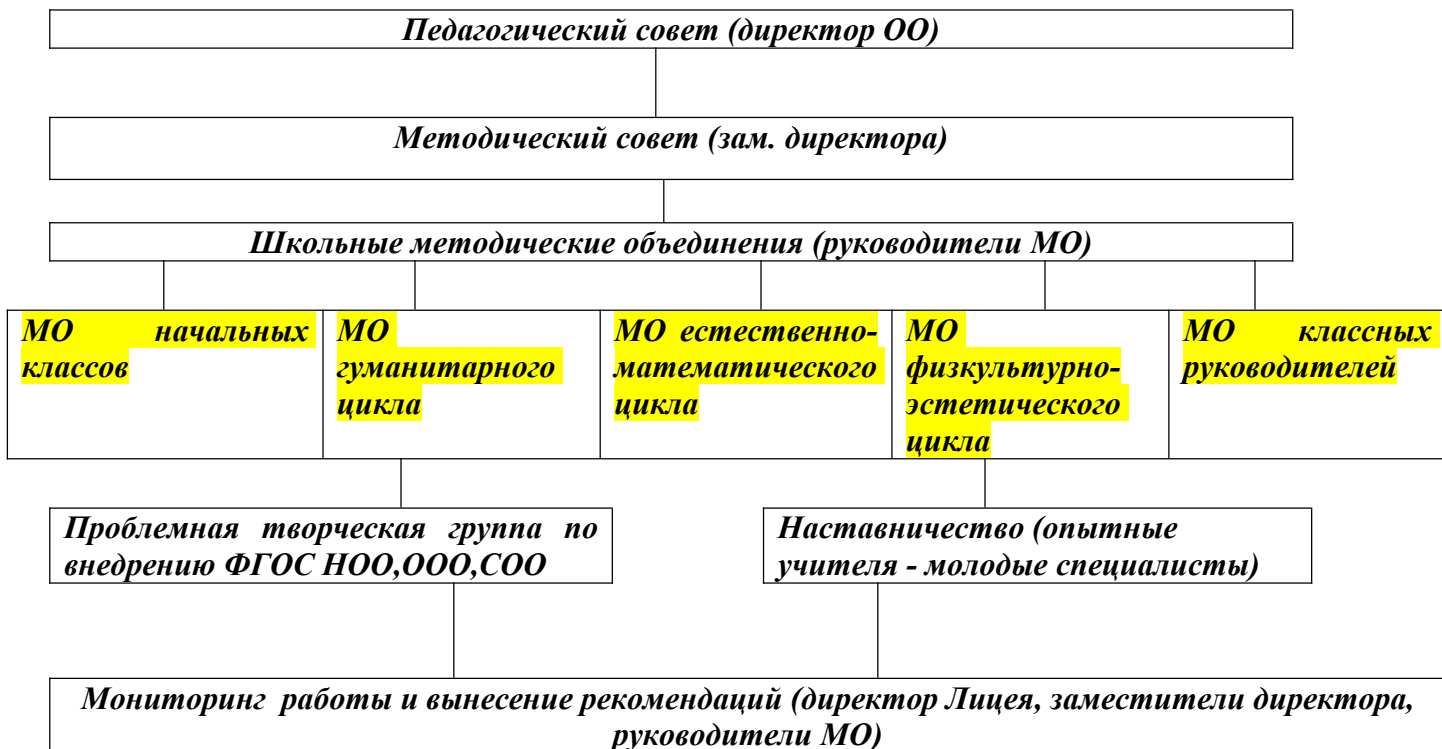 Педагогический совет (директор ОО)
Методический совет (зам. директора)
Школьные методические объединения (руководители МО)
МО начальных
классов
МО
гуманитарного
цикла
МО естественно-
математического
цикла
МО
физкультурно-
эстетического
цикла
МО классных
руководителей
Проблемная творческая группа по
внедрению ФГОС НОО,ООО,СОО
Наставничество (опытные
учителя - молодые специалисты)
Мониторинг работы и вынесение рекомендаций (директор Лицея, заместители директора,
руководители МО)